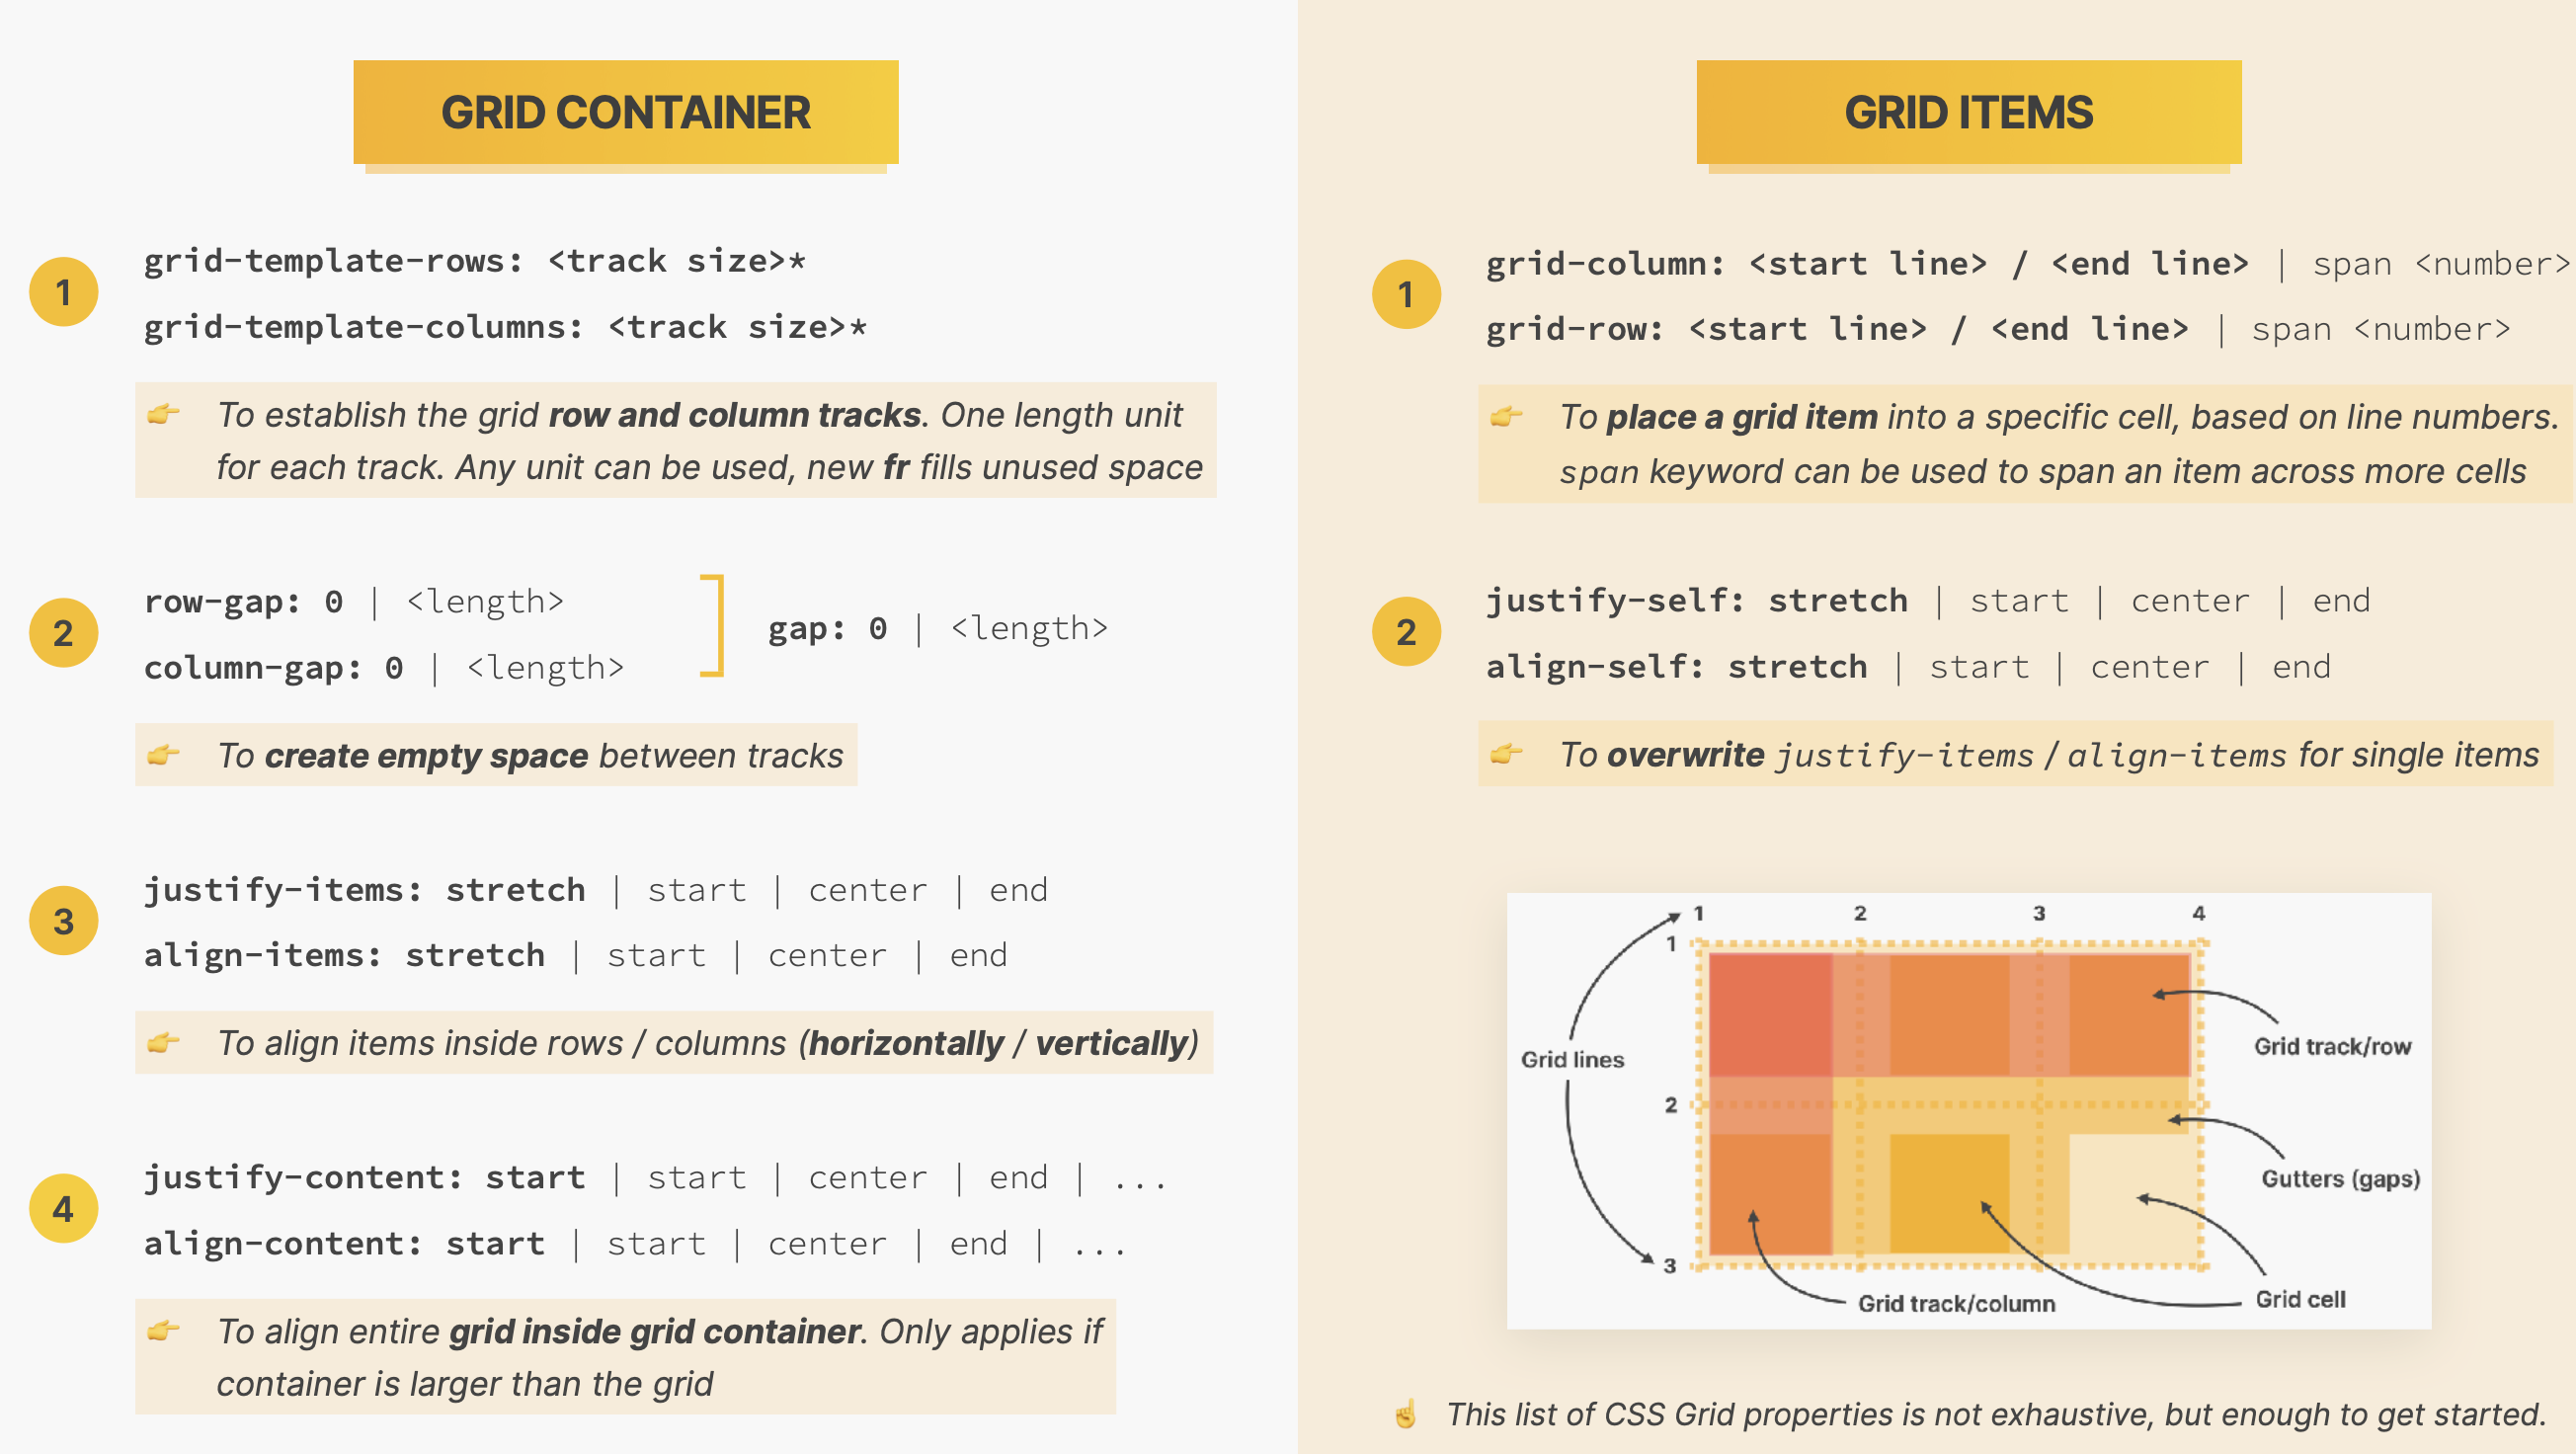 GRID CONTAINER
1
grid-template-rows: <track size>*
grid-template-columns: <track size>*
👉 To establish the grid row and column tracks. One length unit
for each track. Any unit can be used, new fr fills unused space
2
row-gap: 0 | <length>
column-gap: 0 | <length>
gap: 0 | <length>
👉 To create empty space between tracks
3
justify-items: stretch | start | center | end
align-items: stretch | start | center | end
👉 To align items inside rows / columns (horizontally / vertically)
4
justify-content: start | start | center | end | ...
align-content: start | start | center | end | ...
👉 To align entire grid inside grid container. Only applies if
container is larger than the grid
GRID ITEMS
1
grid-column: <start line> / <end line> | span <number>
grid-row: <start line> / <end line> | span <number>
👉 To place a grid item into a specific cell, based on line numbers.
span keyword can be used to span an item across more cells
2
justify-self: stretch | start | center | end
align-self: stretch | start | center | end
👉 To overwrite justify-items / align-items for single items
1 2 3 4
1
Grid lines
Grid track/row
2
Gutters (gaps)
3
Grid track/column
Grid cell
☝️ This list of CSS Grid properties is not exhaustive, but enough to get started.